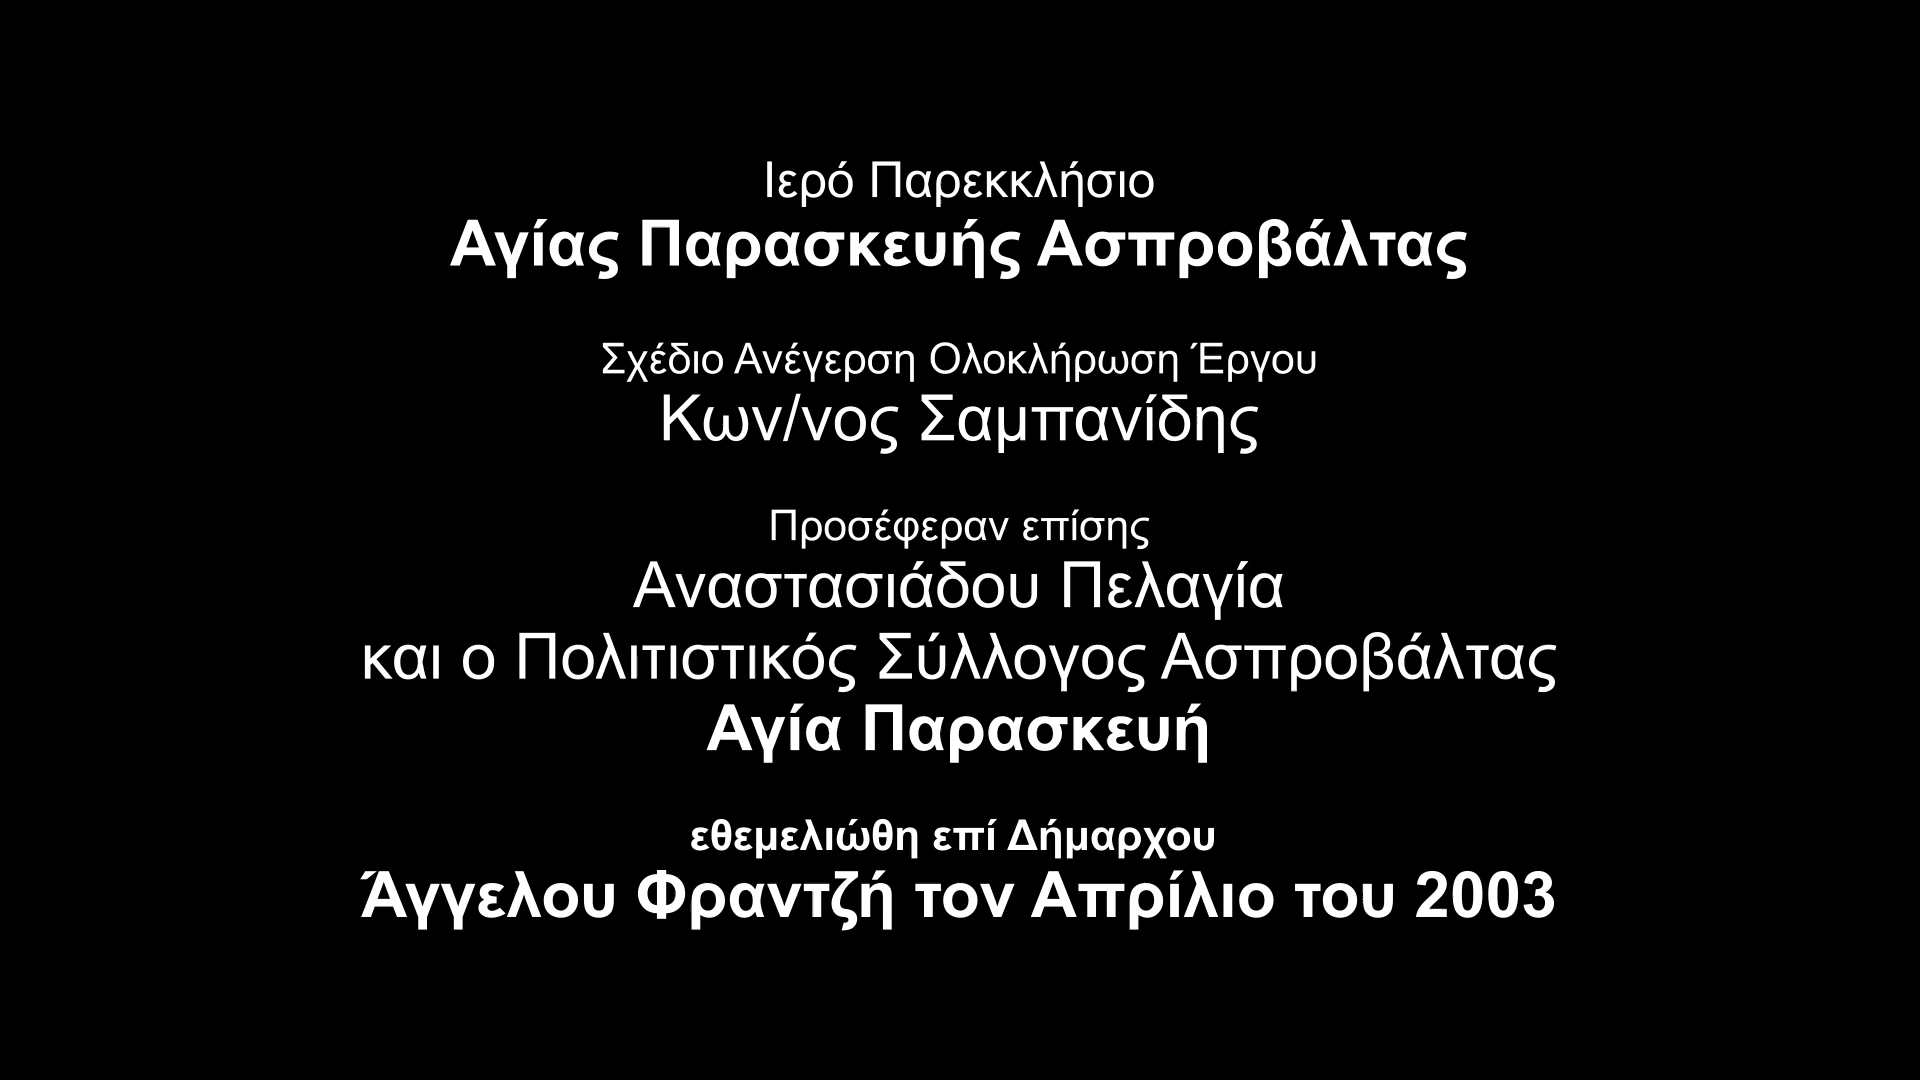 Ιερό Παρεκκλήσιο
Αγίας Παρασκευής Ασπροβάλτας
Σχέδιο Ανέγερση Ολοκλήρωση Έργου
Κων/νος Σαμπανίδης
Προσέφεραν επίσης
Αναστασιάδου Πελαγία
και ο Πολιτιστικός Σύλλογος Ασπροβάλτας
Αγία Παρασκευή
εθεμελιώθη επί Δήμαρχου
Άγγελου Φραντζή τον Απρίλιο του 2003